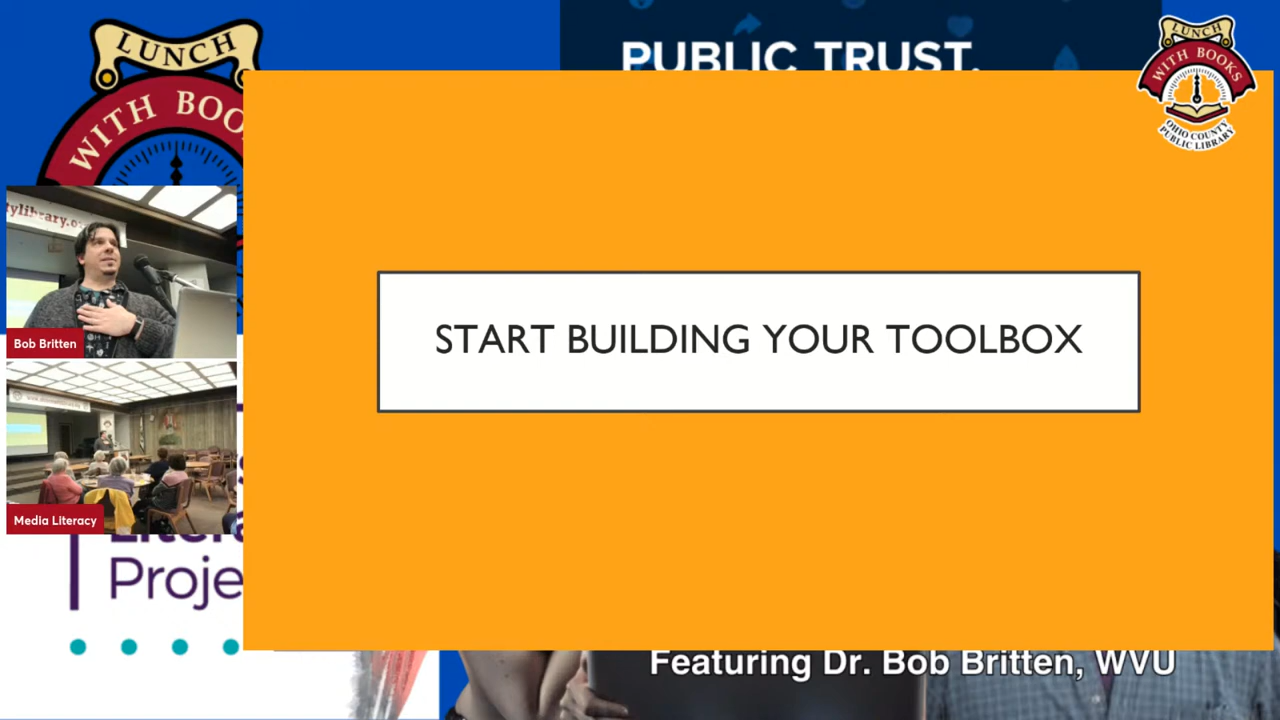 LUNCH
WITH BOO
PUBLIC TRUST.
LUNCH
WITH BOOKS
OHIO COUNTY
PUBLIC LIBRARY
START BUILDING YOUR TOOLBOX
Bob Britten
Media Literacy
Proje
Featuring Dr. Bob Britten, WVU